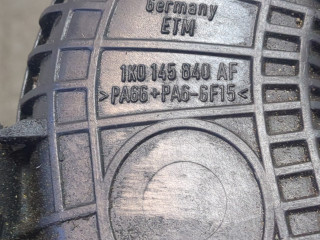 Germany
ETM
1K0 145 840 AF
>PA66+PA6-GF15<